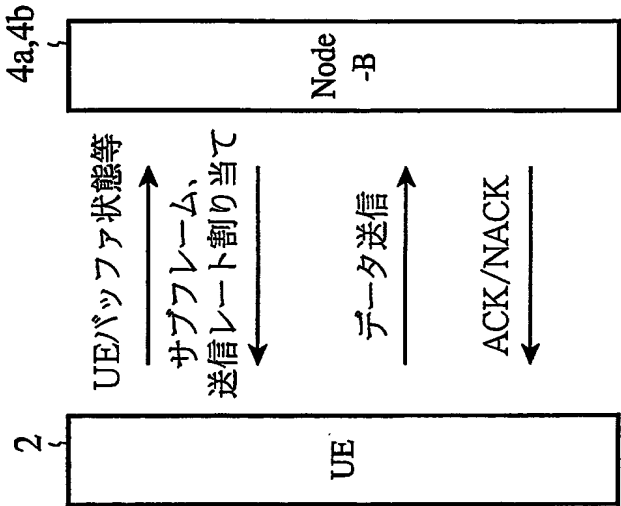 2
4a,4b
UE
Node
-B
UEバッファ状態等
サブフレーム、
送信レート割り当て
データ送信
ACK/NACK